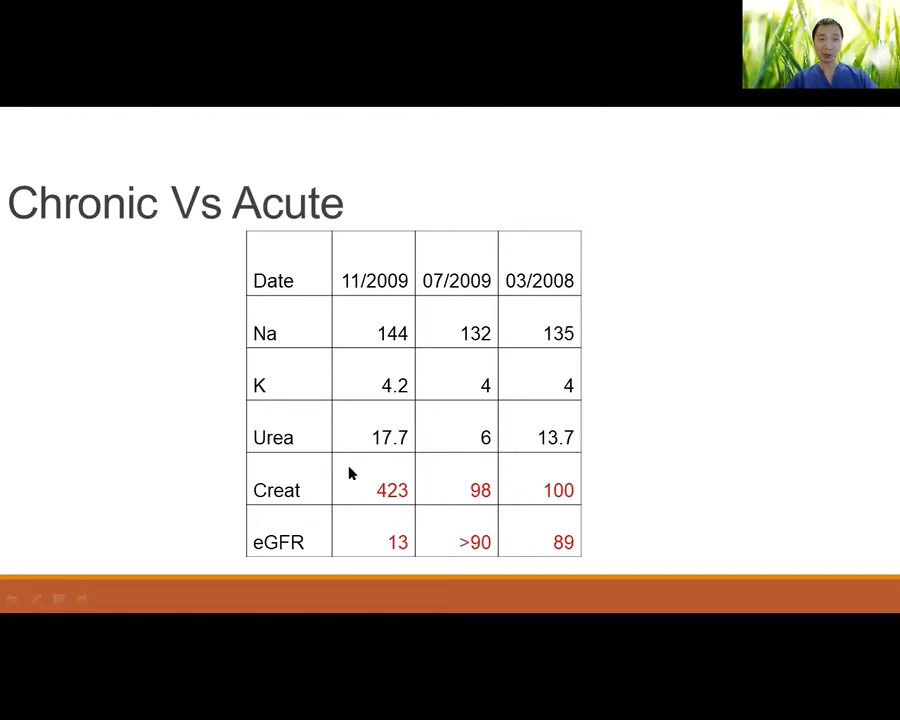 Chronic Vs Acute
Date 11/2009 07/2009 03/2008
Na 144 132 135
K 4.2 4 4
Urea 17.7 6 13.7
Creat 423 98 100
eGFR 13 >90 89